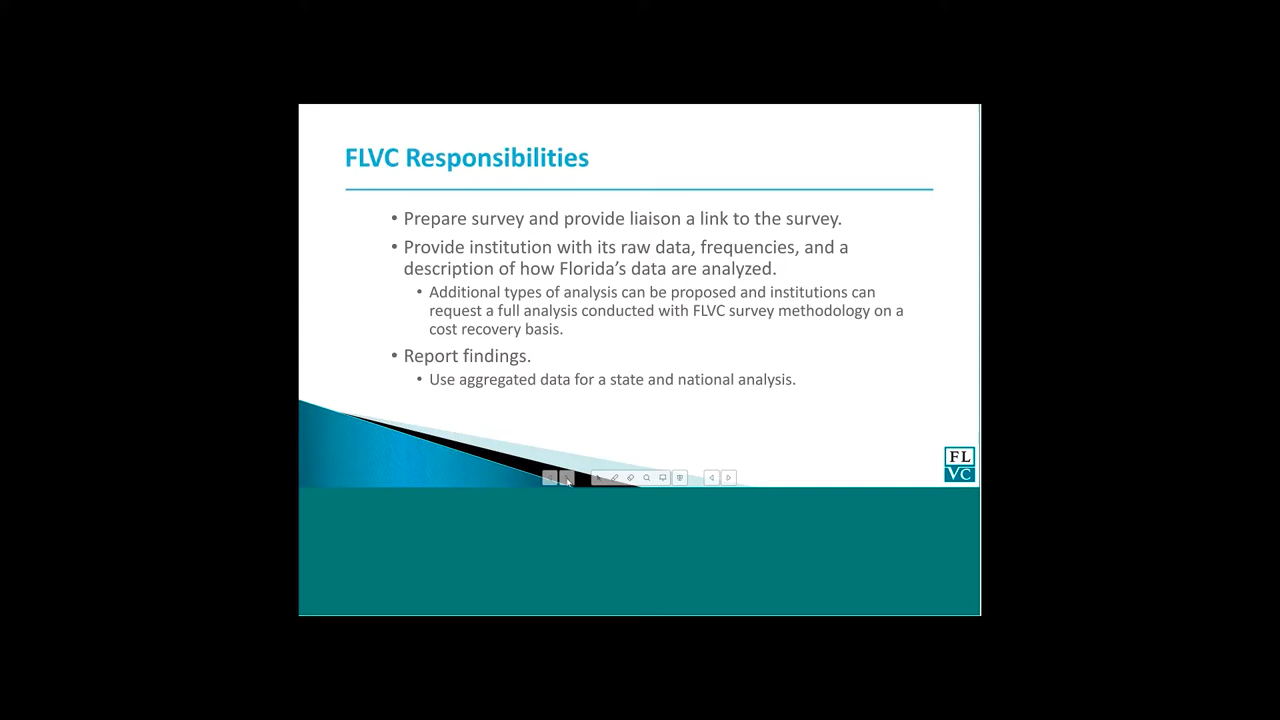 FLVC Responsibilities
• Prepare survey and provide liaison a link to the survey.
• Provide institution with its raw data, frequencies, and a
description of how Florida's data are analyzed.
• Additional types of analysis can be proposed and institutions can
request a full analysis conducted with FLVC survey methodology on a
cost recovery basis.
• Report findings.
• Use aggregated data for a state and national analysis.
FL
VC